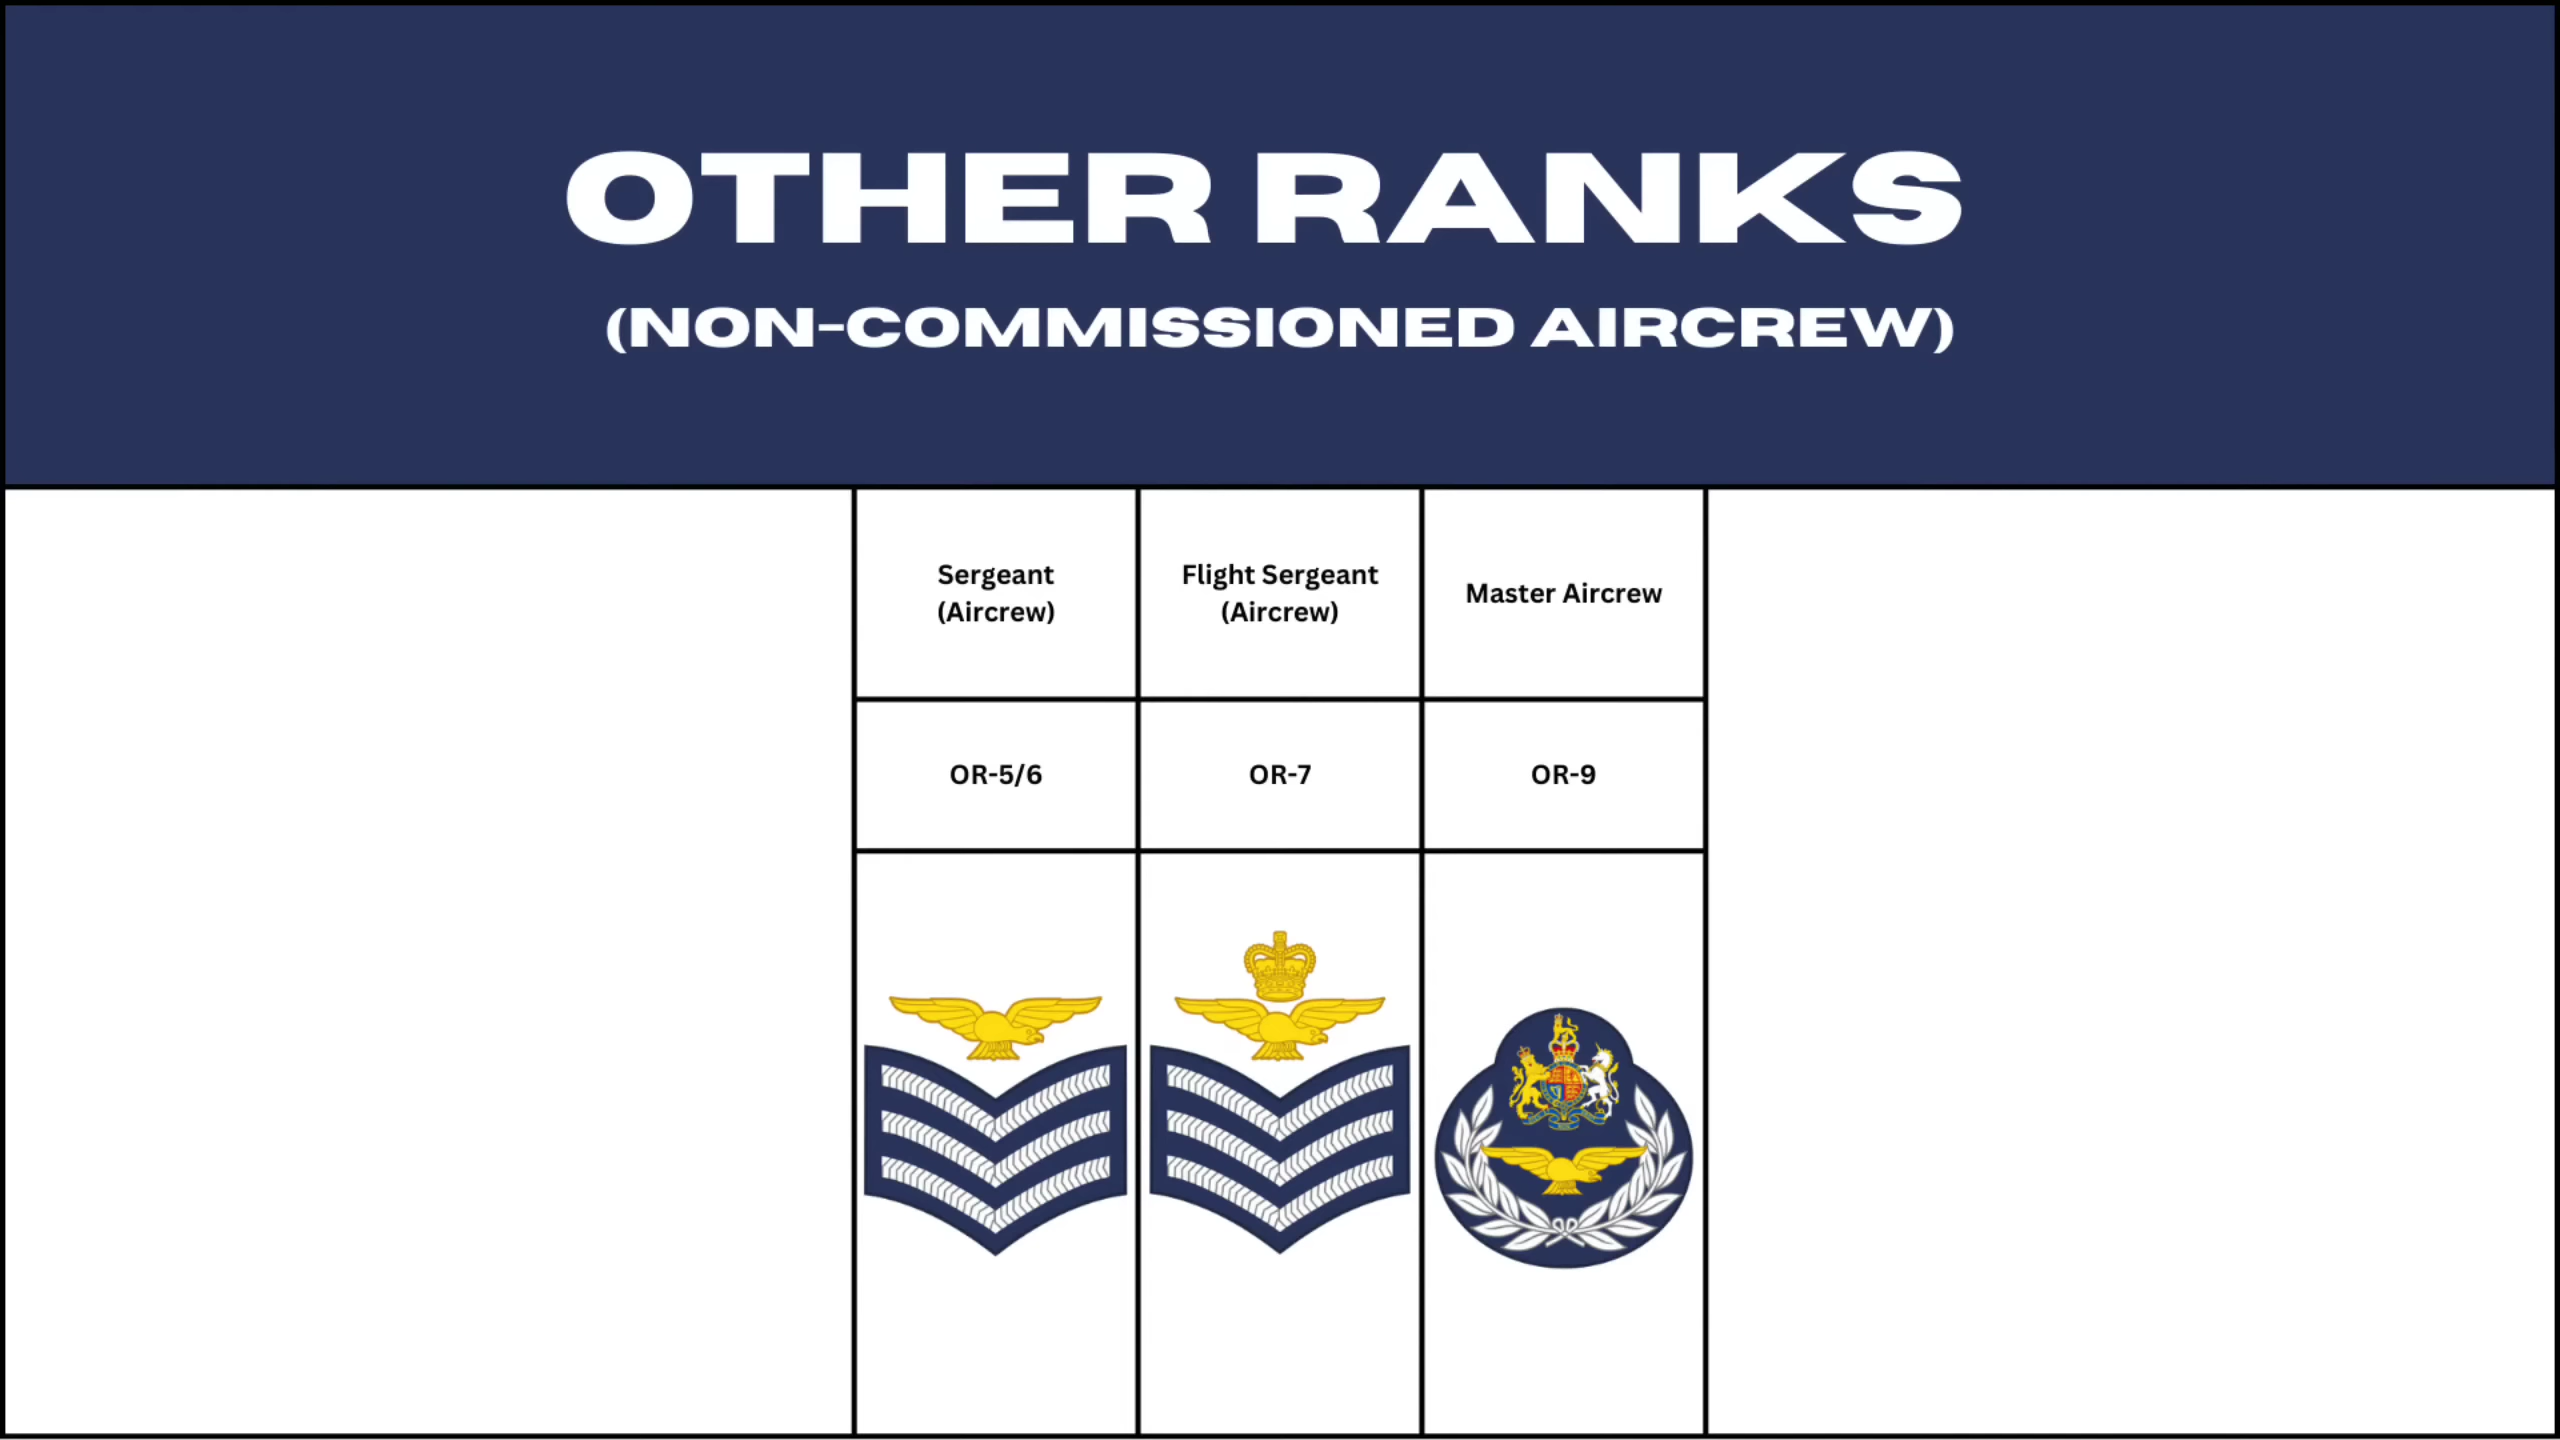 OTHER RANKS
(NON-COMMISSIONED AIRCREW)
Sergeant
(Aircrew)
Flight Sergeant
(Aircrew)
Master Aircrew
OR-5/6
OR-7
OR-9